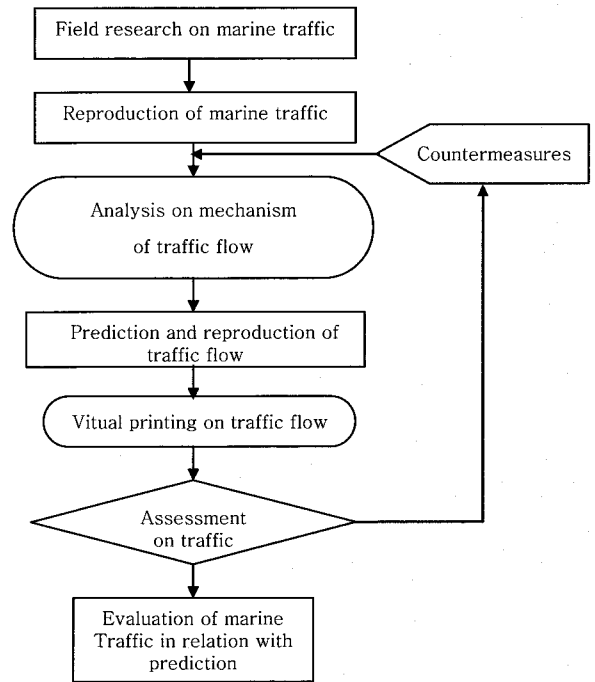 Field research on marine traffic
Reproduction of marine traffic
Countermeasures
Analysis on mechanism
of traffic flow
Prediction and reproduction of
traffic flow
Vitual printing on traffic flow
Assessment
on traffic
Evaluation of marine
Traffic in relation with
prediction